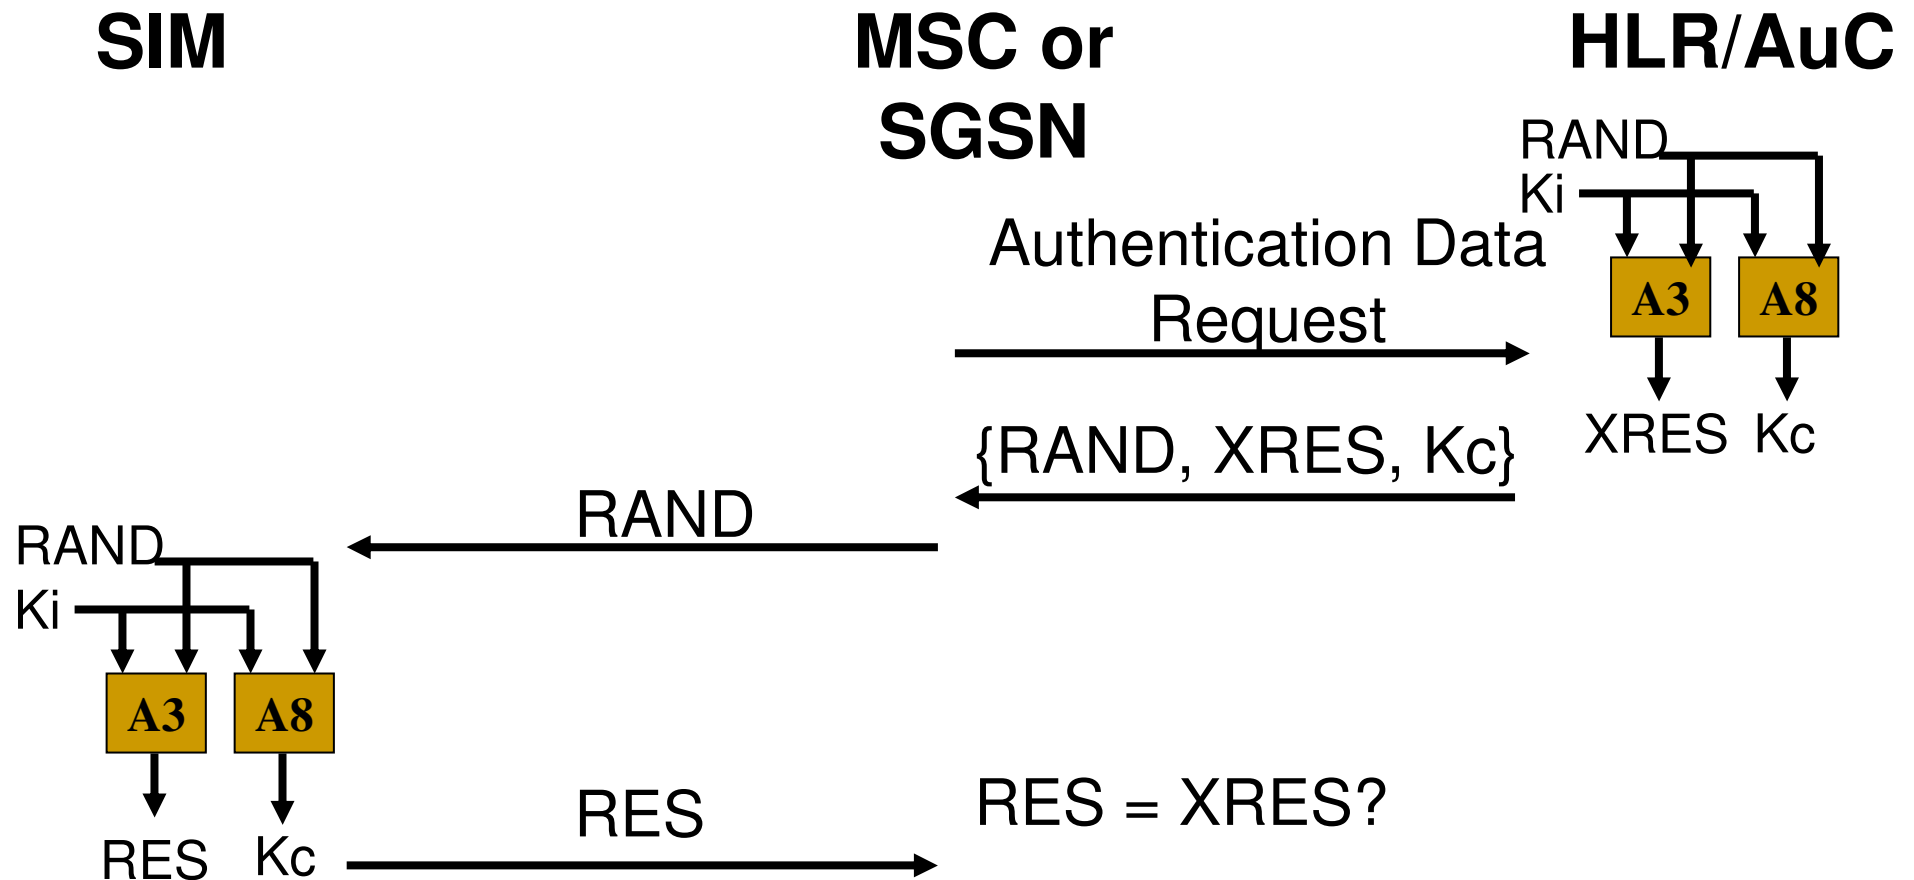 SIM
MSC or
SGSN
HLR/AuC
RAND
Ki
A3
A8
XRES
Kc
Authentication Data
Request
{RAND, XRES, Kc}
RAND
RAND
Ki
A3
A8
RES
Kc
RES
RES = XRES?